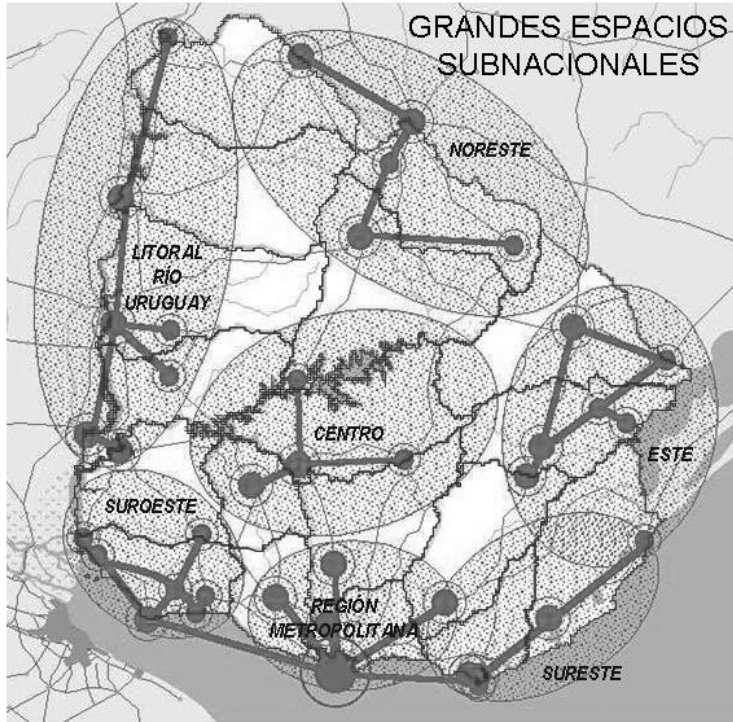 GRANDES ESPACIOS
SUBNACIONALES
NORESTE
LITORAL
RÍO
URUGUAY
CENTRO
ESTE
SUROESTE
REGIÓN
METROPOLITANA
SURESTE